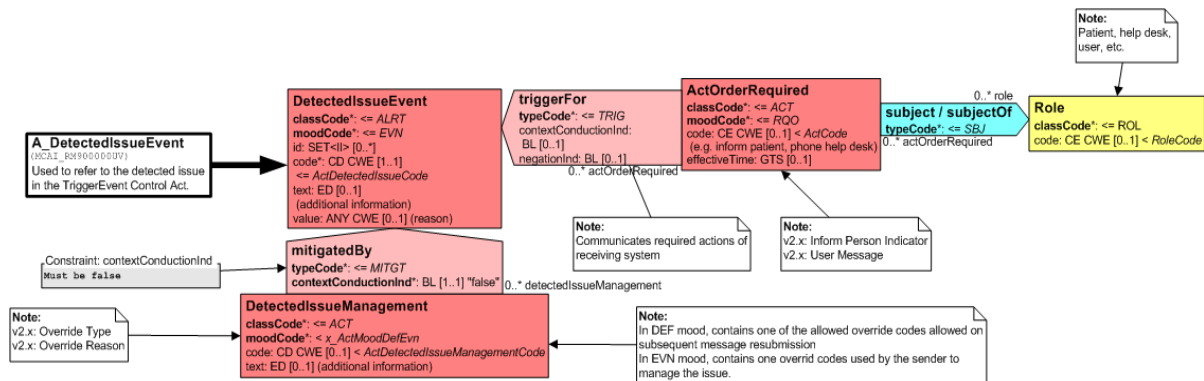 Note:
Patient, help desk,
user, etc.
A_DetectedIssueEvent
(MCAI_RM900000UV)
Used to refer to the detected issue
in the TriggerEvent Control Act.
DetectedIssueEvent
classCode*: <= ALRT
moodCode*: <= EVN
id: SET<II> [0..*]
code*: CD CWE [1..1]
<= ActDetectedIssueCode
text: ED [0..1]
(additional information)
value: ANY CWE [0..1] (reason)
triggerFor
typeCode*: <= TRIG
contextConductionInd:
BL [0..1]
negationInd: BL [0..1]
0..* actOrderRequired
ActOrderRequired
classCode*: <= ACT
moodCode*: <= RQO
code: CE CWE [0..1] < ActCode
(e.g. inform patient, phone help desk)
effectiveTime: GTS [0..1]
0..* role
subject / subjectOf
typeCode*: <= SBJ
0..* actOrderRequired
Role
classCode*: <= ROL
code: CE CWE [0..1] < RoleCode
Note:
Communicates required actions of
receiving system
Note:
v2.x: Inform Person Indicator
v2.x: User Message
Constraint: contextConductionInd
Must be false
mitigatedBy
typeCode*: <= MITGT
contextConductionInd*: BL [1..1] "false"
0..* detectedIssueManagement
Note:
v2.x: Override Type
v2.x: Override Reason
DetectedIssueManagement
classCode*: <= ACT
moodCode*: < x_ActMoodDefEvn
code: CD CWE [0..1] < ActDetectedIssueManagementCode
text: ED [0..1] (additional information)
Note:
In DEF mood, contains one of the allowed override codes allowed on
subsequent message resubmission
In EVN mood, contains one overrid codes used by the sender to
manage the issue.